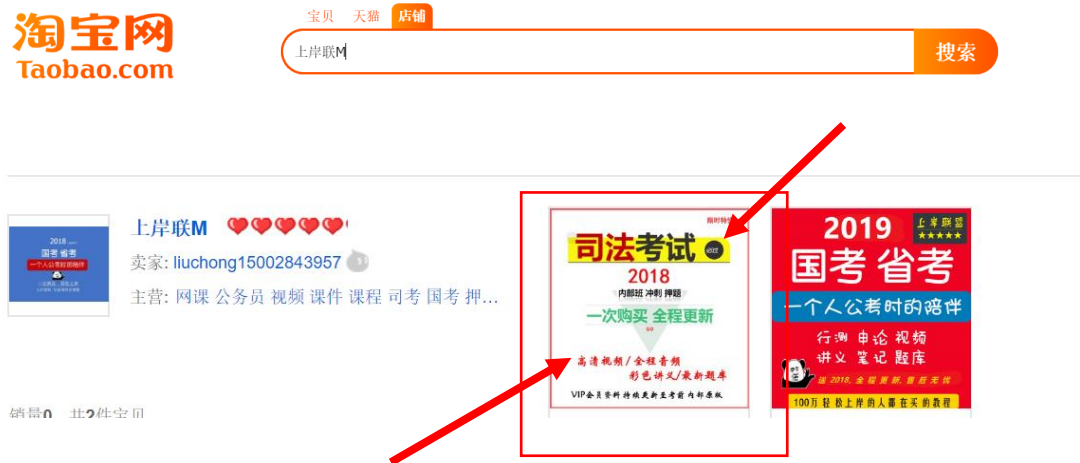 淘宝网
Taobao.com
宝贝 天猫 店铺
上岸联M
搜索
2018
国考 省考
一个人公考时的陪伴
上岸联M
卖家: liuchong15002843957
主营: 网课 公务员 视频 课件 课程 司考 国考 押...
销量0 共2件宝贝
限时特
司法考试
2018
内部班 冲刺 押题
一次购买 全程更新
GO
高清视频/全程音频
彩色讲义/最新题库
VIP会员资料持续更新至考前内部原版
2019
上岸联盟
★★★★★
国考 省考
一个人公考时的陪伴
行测 申论 视频
讲义 笔记 题库
送 2018, 全程更新, 售后无忧
100万轻松上岸的人都在买的教程